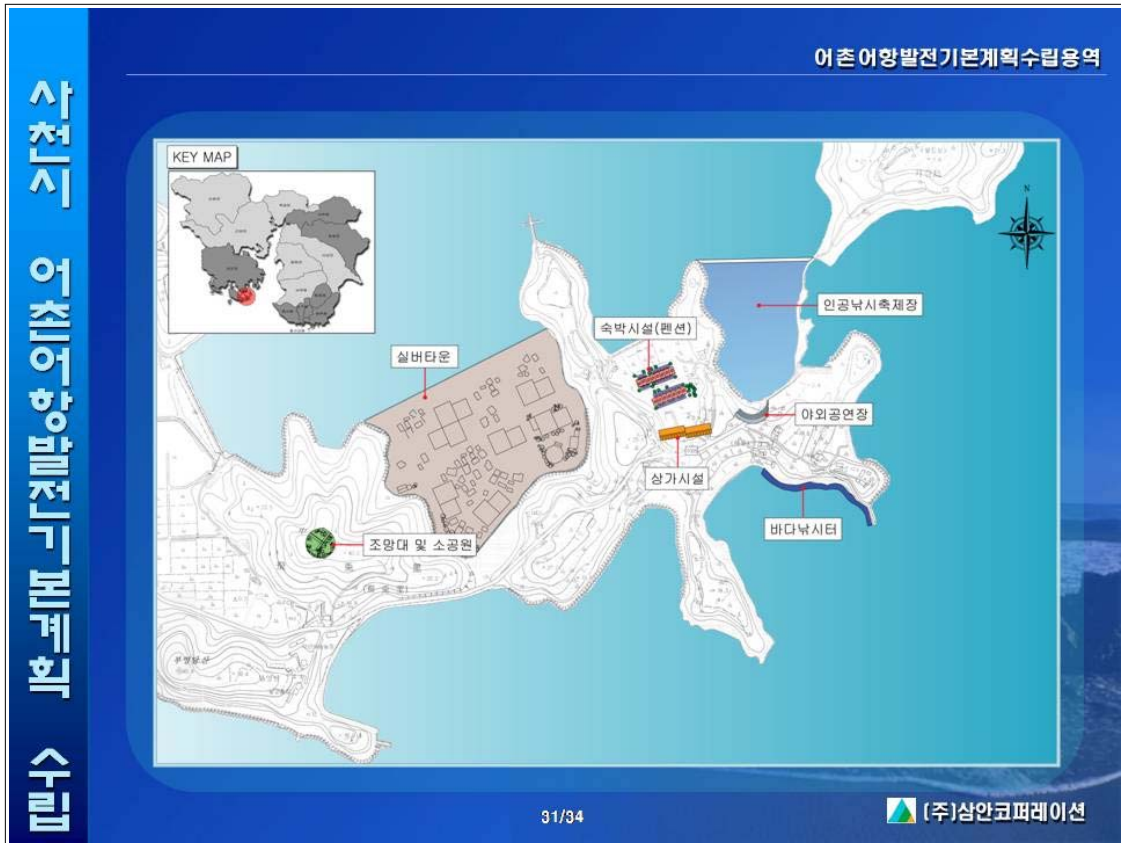 사천시 어촌어항발전기본계획 수립
어촌어항발전기본계획수립용역
KEY MAP
N
인공낚시축제장
숙박시설(펜션)
실버타운
야외공연장
상가시설
바다낚시터
조망대 및 소공원
31/34
(주)삼안코퍼레이션